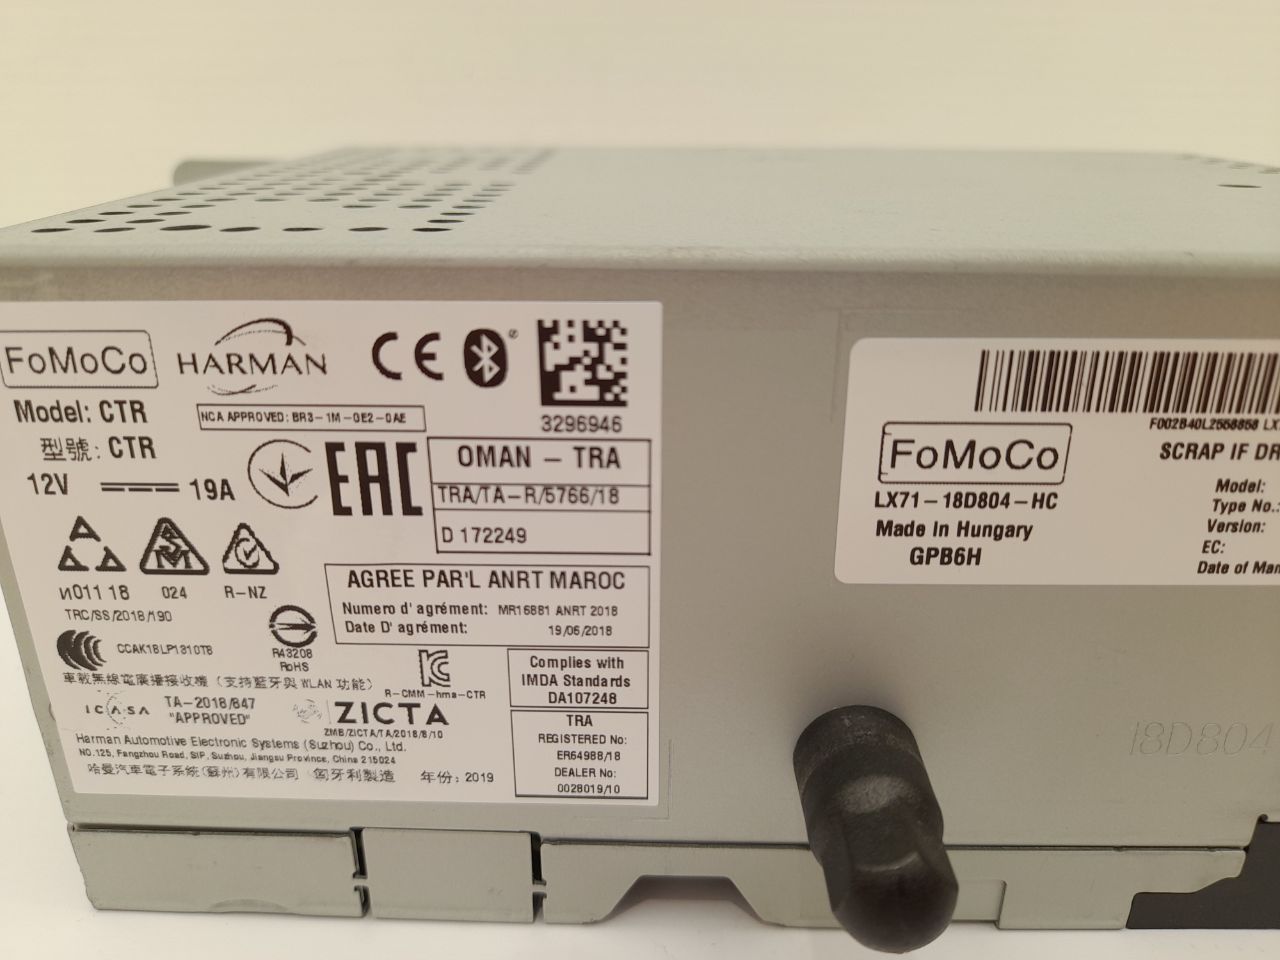 FoMoCo
HARMAN
CE
3296946
Model: CTR
NCA APPROVED: BR3-1M-GE2-0AE
型號: CTR
12V 19A
EAC
OMAN - TRA
TRA/TA-R/5766/18
D 172249
024
R-NZ
TRC/SS/2018/190
AGREE PAR'L ANRT MAROC
Numero d'agrément: MR16881 ANRT 2018
Date D'agrément: 19/06/2018
CCAK18LP1310T8
R43208
RoHS
R-CMM-hma-CTR
Complies with
IMDA Standards
DA107248
車載無線電廣播接收機 (支持藍牙與 WLAN 功能)
ICASA
TA-2018/847
"APPROVED"
ZICTA
ZMB/ZICTA/TA/2018/8/10
TRA
REGISTERED No:
ER64988/18
DEALER No:
0028019/10
Harman Automotive Electronic Systems (Suzhou) Co., Ltd.
NO.125, Fangzhou Road, SIP, Suzhou, Jiangsu Province, China 215024
哈曼汽車電子系統(蘇州)有限公司 匈牙利製造 年份: 2019
FoMoCo
LX71-18D804-HC
Made in Hungary
GPB6H
SCRAP IF DR
Model:
Type No.:
Version:
EC:
Date of Man
18D804